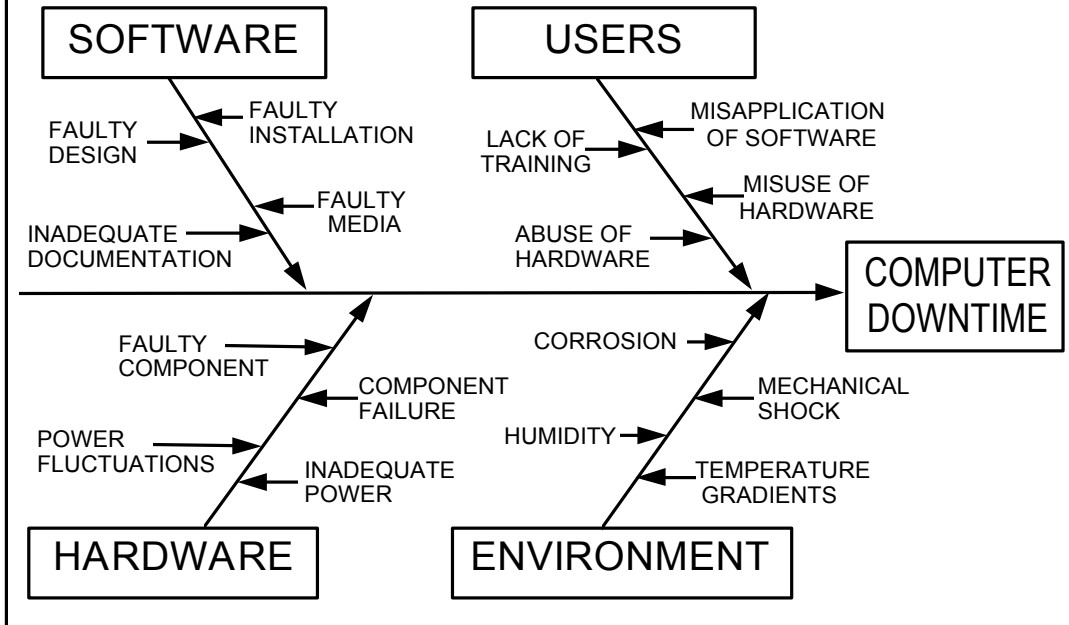 SOFTWARE
USERS
FAULTY
INSTALLATION
FAULTY
DESIGN
FAULTY
MEDIA
INADEQUATE
DOCUMENTATION
MISAPPLICATION
OF SOFTWARE
LACK OF
TRAINING
MISUSE OF
HARDWARE
ABUSE OF
HARDWARE
COMPUTER
DOWNTIME
FAULTY
COMPONENT
COMPONENT
FAILURE
POWER
FLUCTUATIONS
INADEQUATE
POWER
CORROSION
MECHANICAL
SHOCK
HUMIDITY
TEMPERATURE
GRADIENTS
HARDWARE
ENVIRONMENT